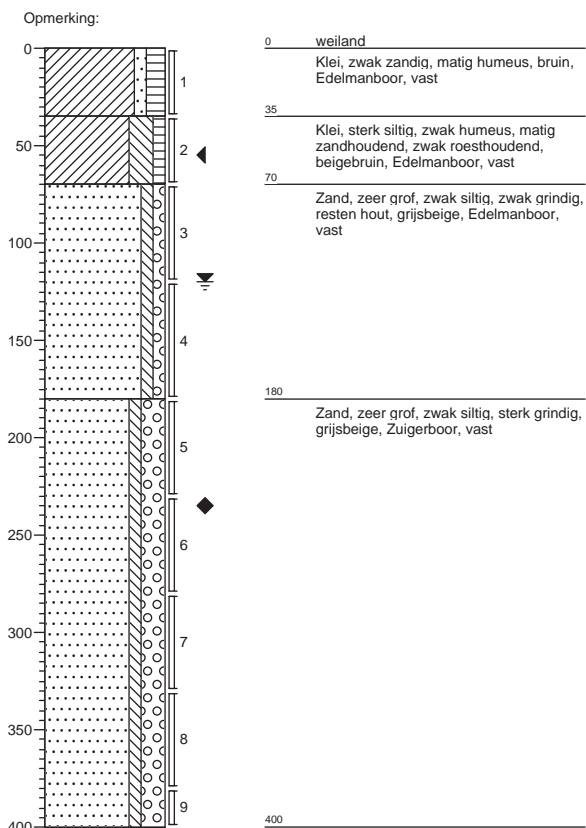 Opmerking:
0
50
100
150
200
250
300
350
400
1
2
3
4
5
6
7
8
9
0
weiland
Klei, zwak zandig, matig humeus, bruin,
Edelmanboor, vast
35
Klei, sterk siltig, zwak humeus, matig
zandhoudend, zwak roesthoudend,
beigebruin, Edelmanboor, vast
70
Zand, zeer grof, zwak siltig, zwak grindig,
resten hout, grijsbeige, Edelmanboor,
vast
180
Zand, zeer grof, zwak siltig, sterk grindig,
grijsbeige, Zuigerboor, vast
400